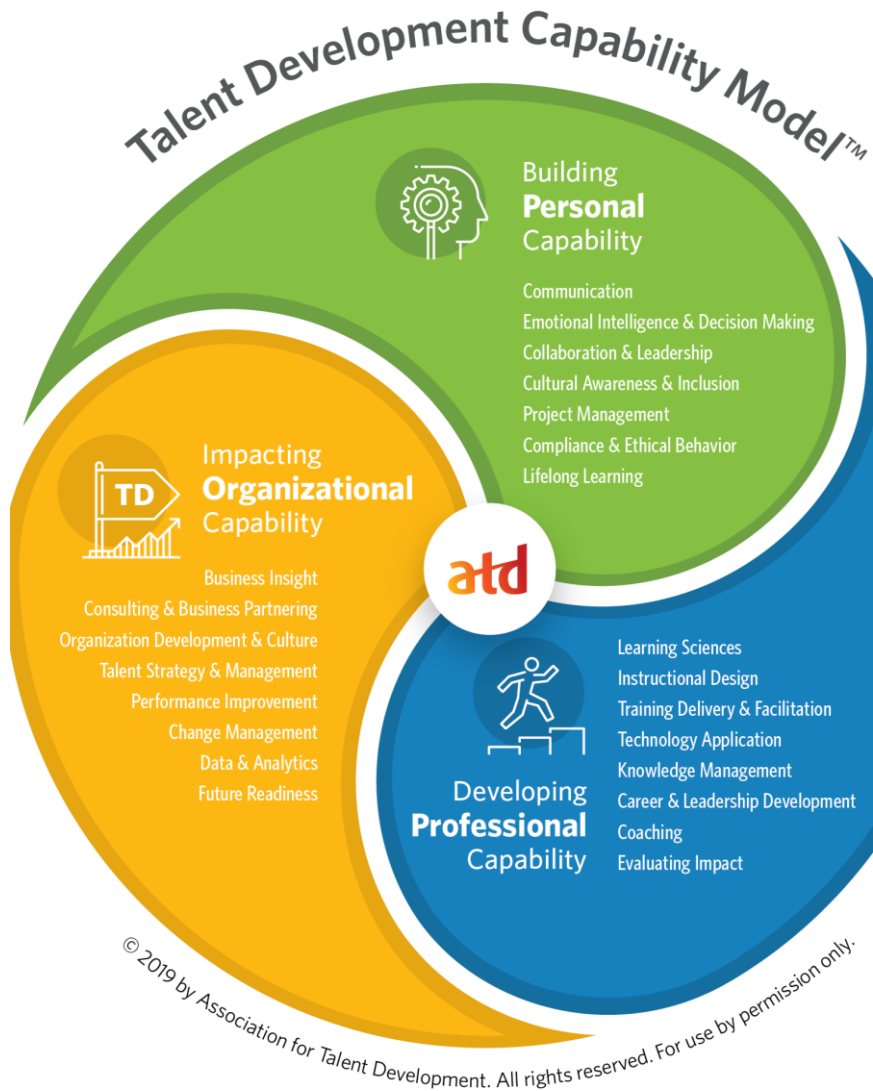 Talent Development Capability Model™
Building
Personal
Capability
Communication
Emotional Intelligence & Decision Making
Collaboration & Leadership
Cultural Awareness & Inclusion
Project Management
Compliance & Ethical Behavior
Lifelong Learning
TD
Impacting
Organizational
Capability
Business Insight
Consulting & Business Partnering
Organization Development & Culture
Talent Strategy & Management
Performance Improvement
Change Management
Data & Analytics
Future Readiness
atd
Developing
Professional
Capability
Learning Sciences
Instructional Design
Training Delivery & Facilitation
Technology Application
Knowledge Management
Career & Leadership Development
Coaching
Evaluating Impact
© 2019 by Association for Talent Development. All rights reserved. For use by permission only.